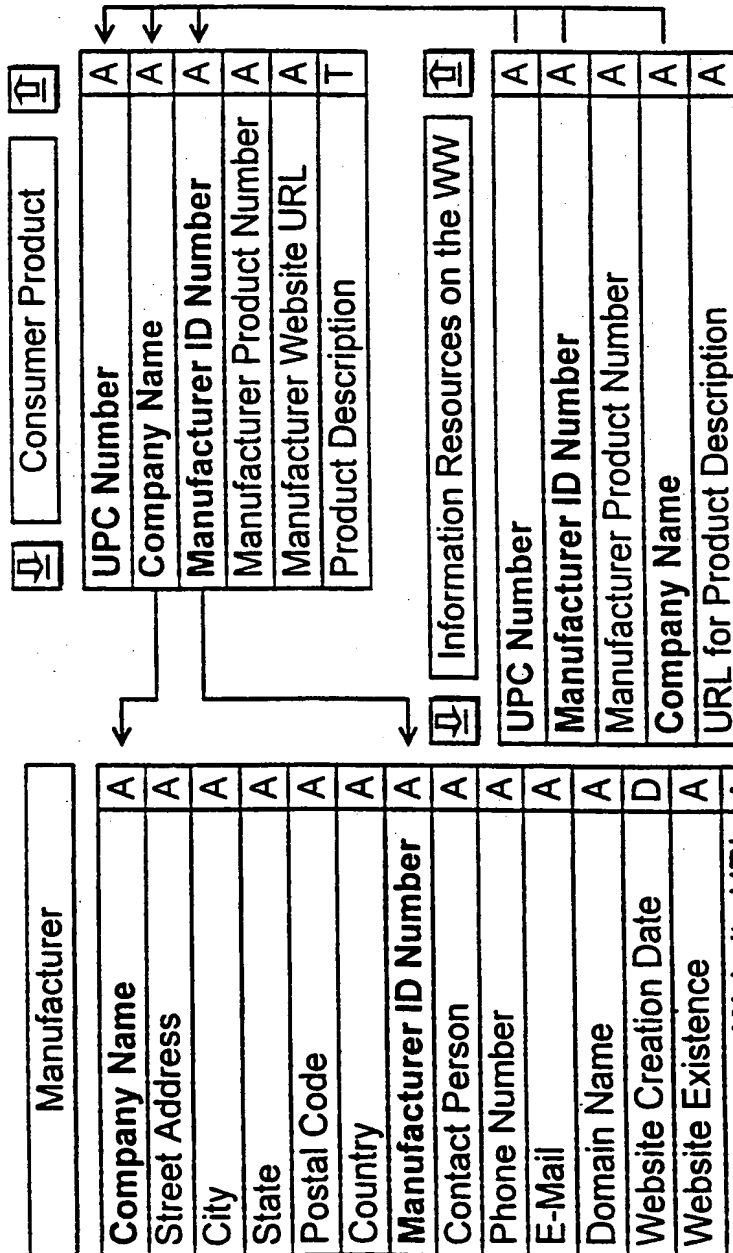 Manufacturer
Company Name A
Street Address A
City A
State A
Postal Code A
Country A
Manufacturer ID Number A
Contact Person A
Phone Number A
E-Mail A
Domain Name A
Website Creation Date D
Website Existence A
Consumer Product
UPC Number A
Company Name A
Manufacturer ID Number A
Manufacturer Product Number A
Manufacturer Website URL A
Product Description T
Information Resources on the WW
UPC Number A
Manufacturer ID Number A
Manufacturer Product Number A
Company Name A
URL for Product Description A